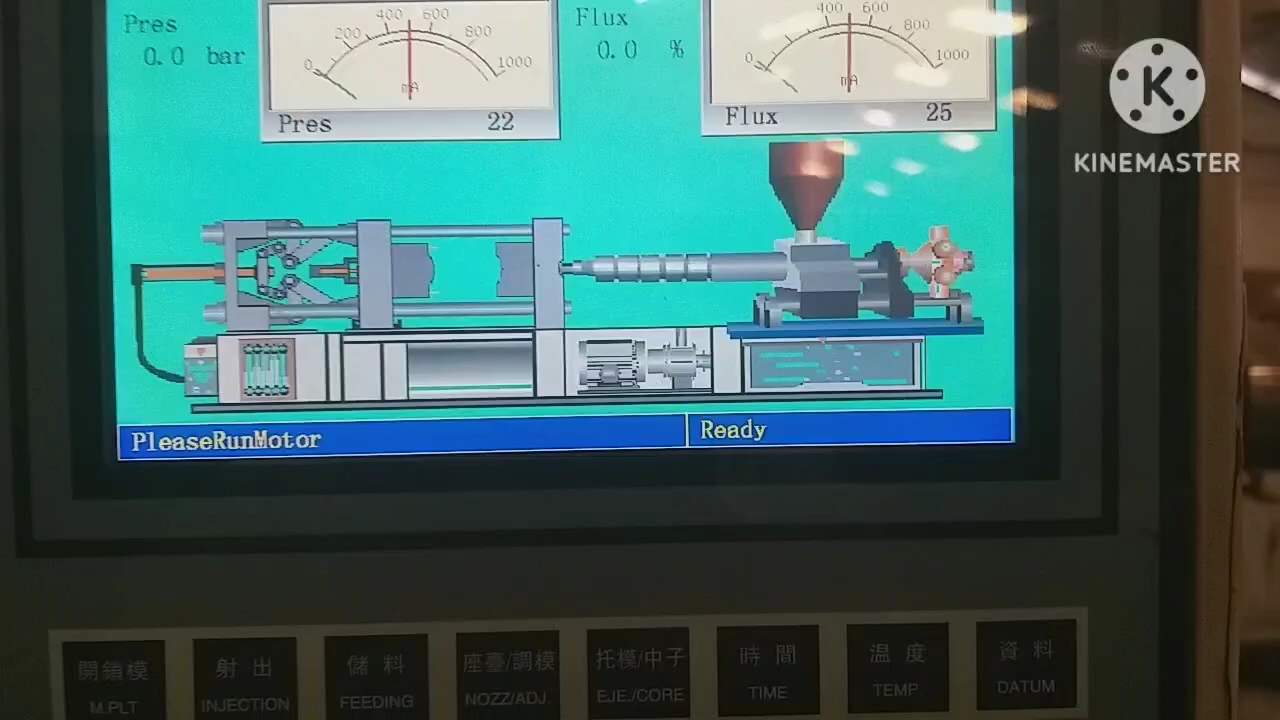 Pres
0.0 bar
0
200
400
600
800
1000
mA
Pres 22
Flux
0.0 %
0
400
600
800
1000
mA
Flux 25
K
KINEMASTER
PleaseRunMotor
Ready
開鎖模
M.PLT
射出
INJECTION
儲料
FEEDING
座臺/調模
NOZZ/ADJ.
托模/中子
EJE./CORE
時間
TIME
温度
TEMP
資料
DATUM